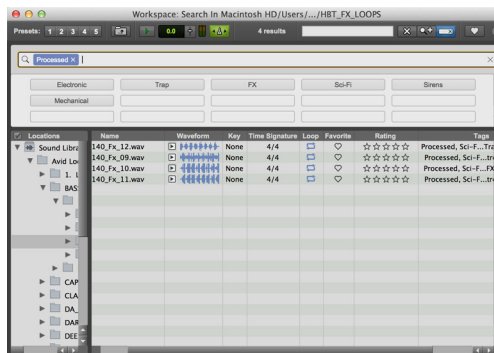 Workspace: Search In Macintosh HD/Users/.../HBT_FX_LOOPS
Presets: 1 2 3 4 5 0.0 4 results
Processed ×
Electronic Trap FX Sci-Fi Sirens
Mechanical
Locations Name Waveform Key Time Signature Loop Favorite Rating Tags
Sound Libra 140_Fx_12.wav None 4/4 Processed, Sci-F...Tra
Avid Loo 140_Fx_09.wav None 4/4 Processed, Sci-F...tro
1. L 140_Fx_10.wav None 4/4 Processed, Sci-F...FX
BAS 140_Fx_11.wav None 4/4 Processed, Sci-F...tro
CAP
CLA
DA_
DAR
DEE